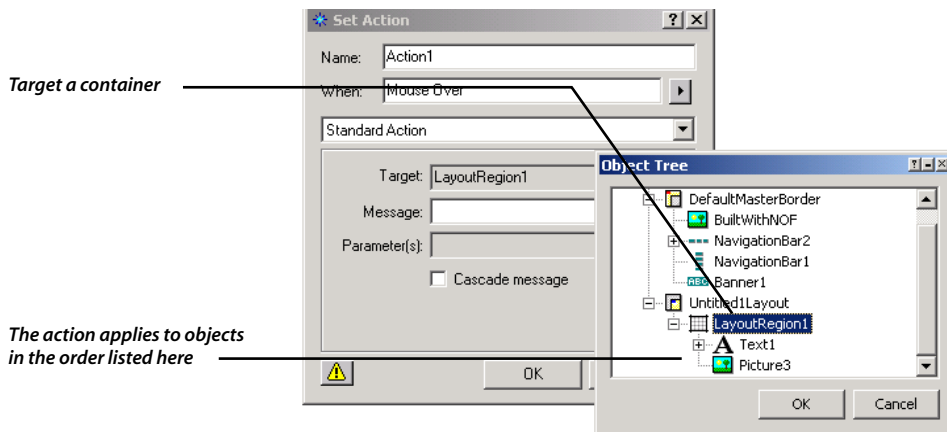 Set Action
Name: Action1
Target a container
When: Mouse Over
Standard Action
Object Tree
Target: LayoutRegion1
DefaultMasterBorder
Message:
BuiltWithNOF
Parameter(s):
NavigationBar2
NavigationBar1
Cascade message
ABC Banner1
Untitled1Layout
The action applies to objects
in the order listed here
LayoutRegion1
A Text1
Picture3
OK
OK Cancel